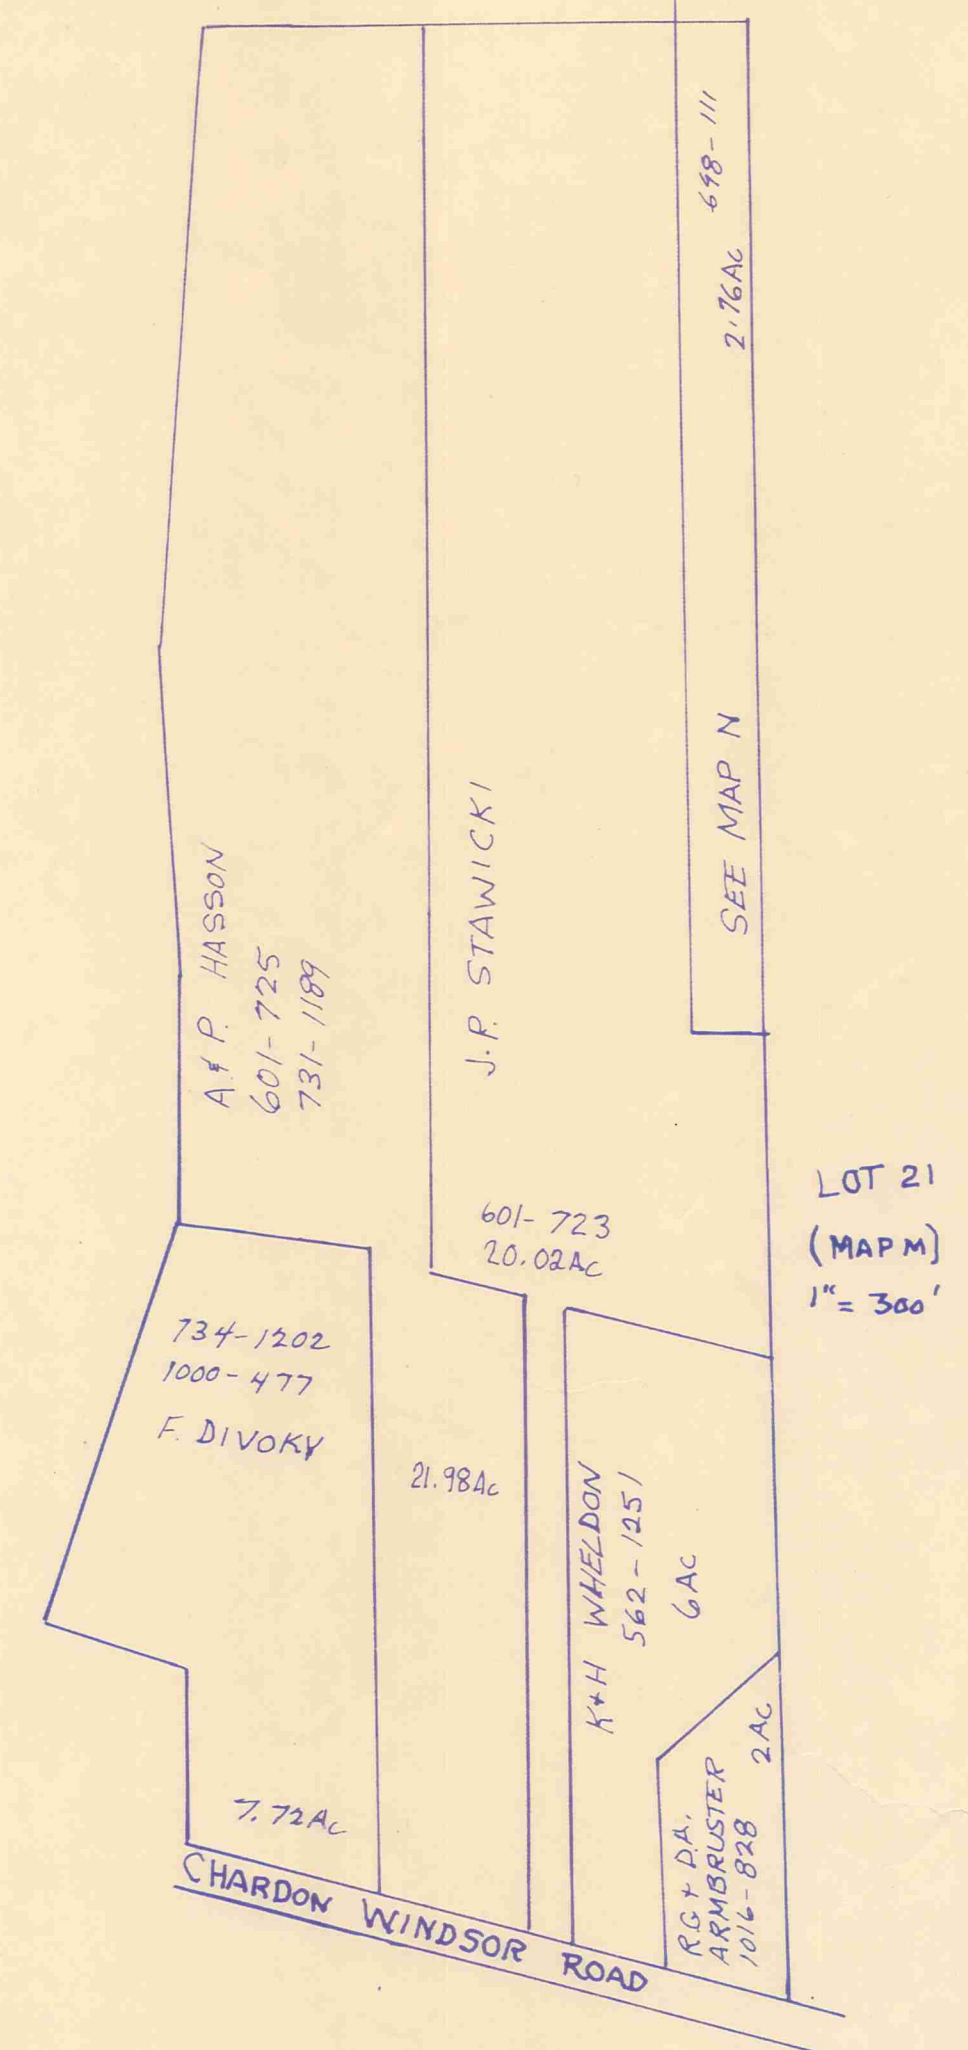 698-111
2.76Ac
SEE MAP N
A.&P. HASSON
601-725
731-1189
J.P. STAWICKI
601-723
20.02Ac
LOT 21
(MAP M)
1"=300'
734-1202
1000-477
F. DIVOKY
21.98Ac
K+H WHELDON
562-1251
6AC
7.72Ac
R.G + D.A.
ARMBRUSTER
1016-828
2AC
CHARDON WINDSOR ROAD